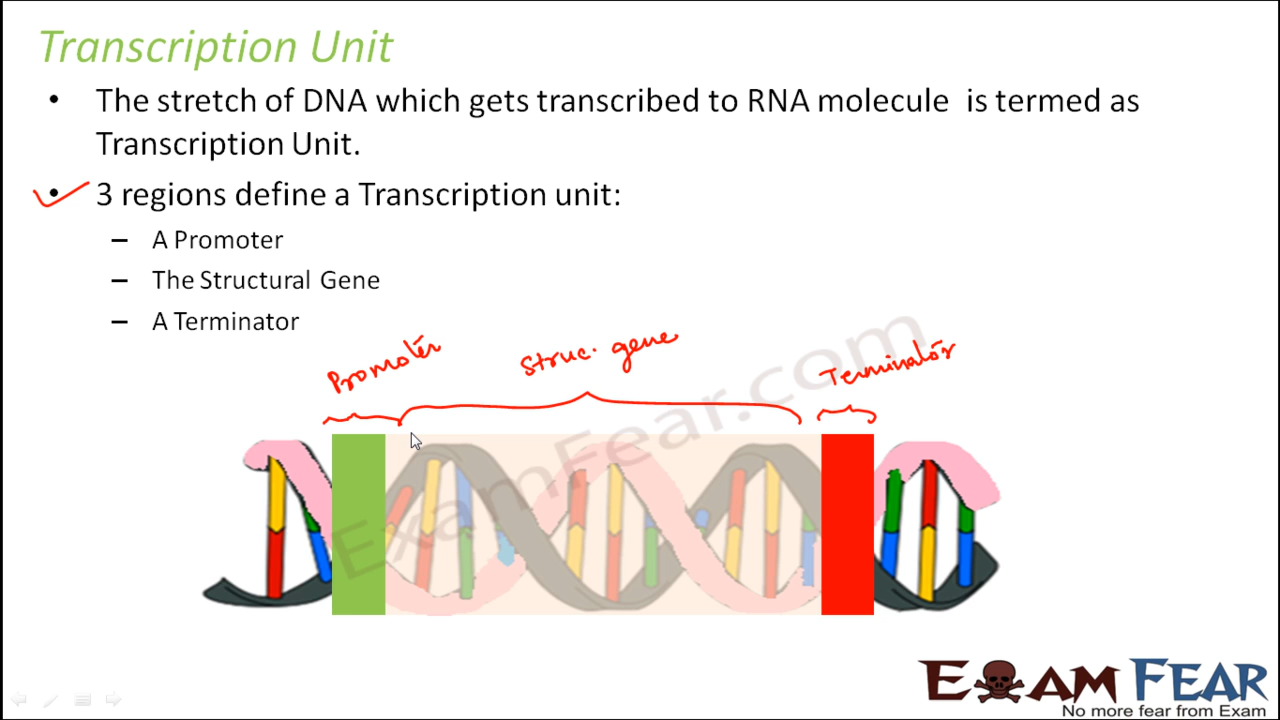 Transcription Unit
• The stretch of DNA which gets transcribed to RNA molecule is termed as
Transcription Unit.
• 3 regions define a Transcription unit:
– A Promoter
– The Structural Gene
– A Terminator
Promoter
Struc. gene
Terminator
ExamFear.com
EXAM FEAR
No more fear from Exam